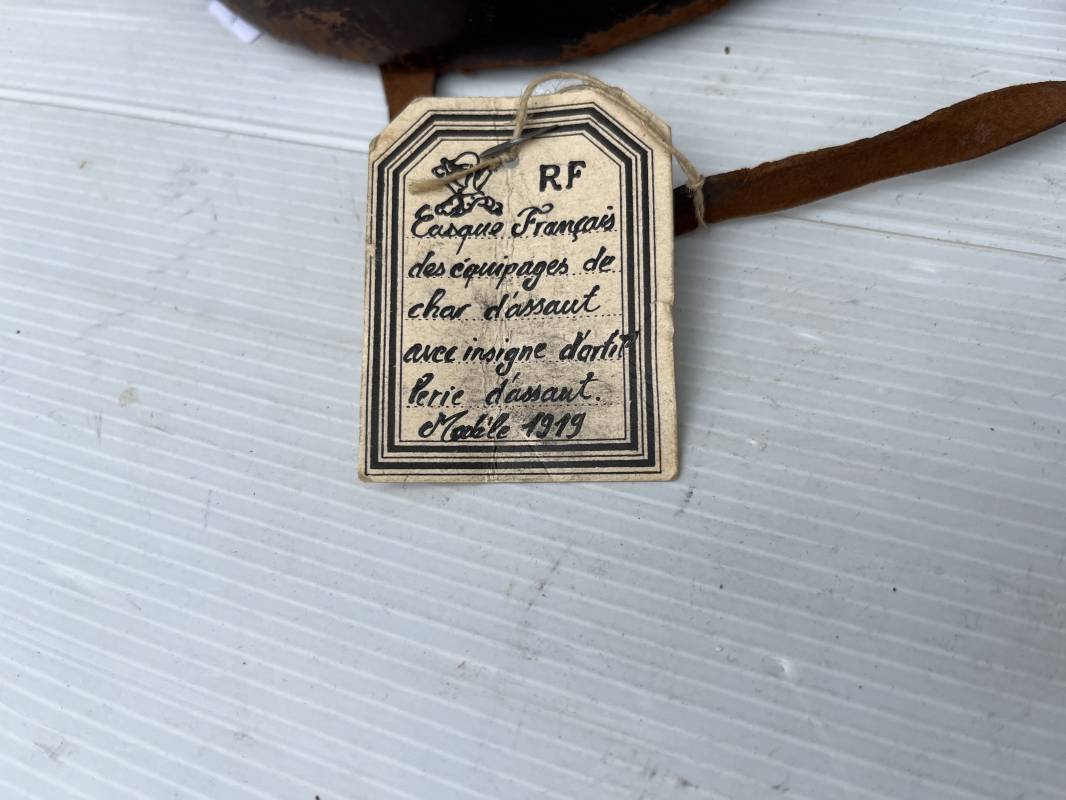 RF
Casque Français
des équipages de
char d'assaut
avec insigne d'artil
lerie d'assaut.
Modèle 1919